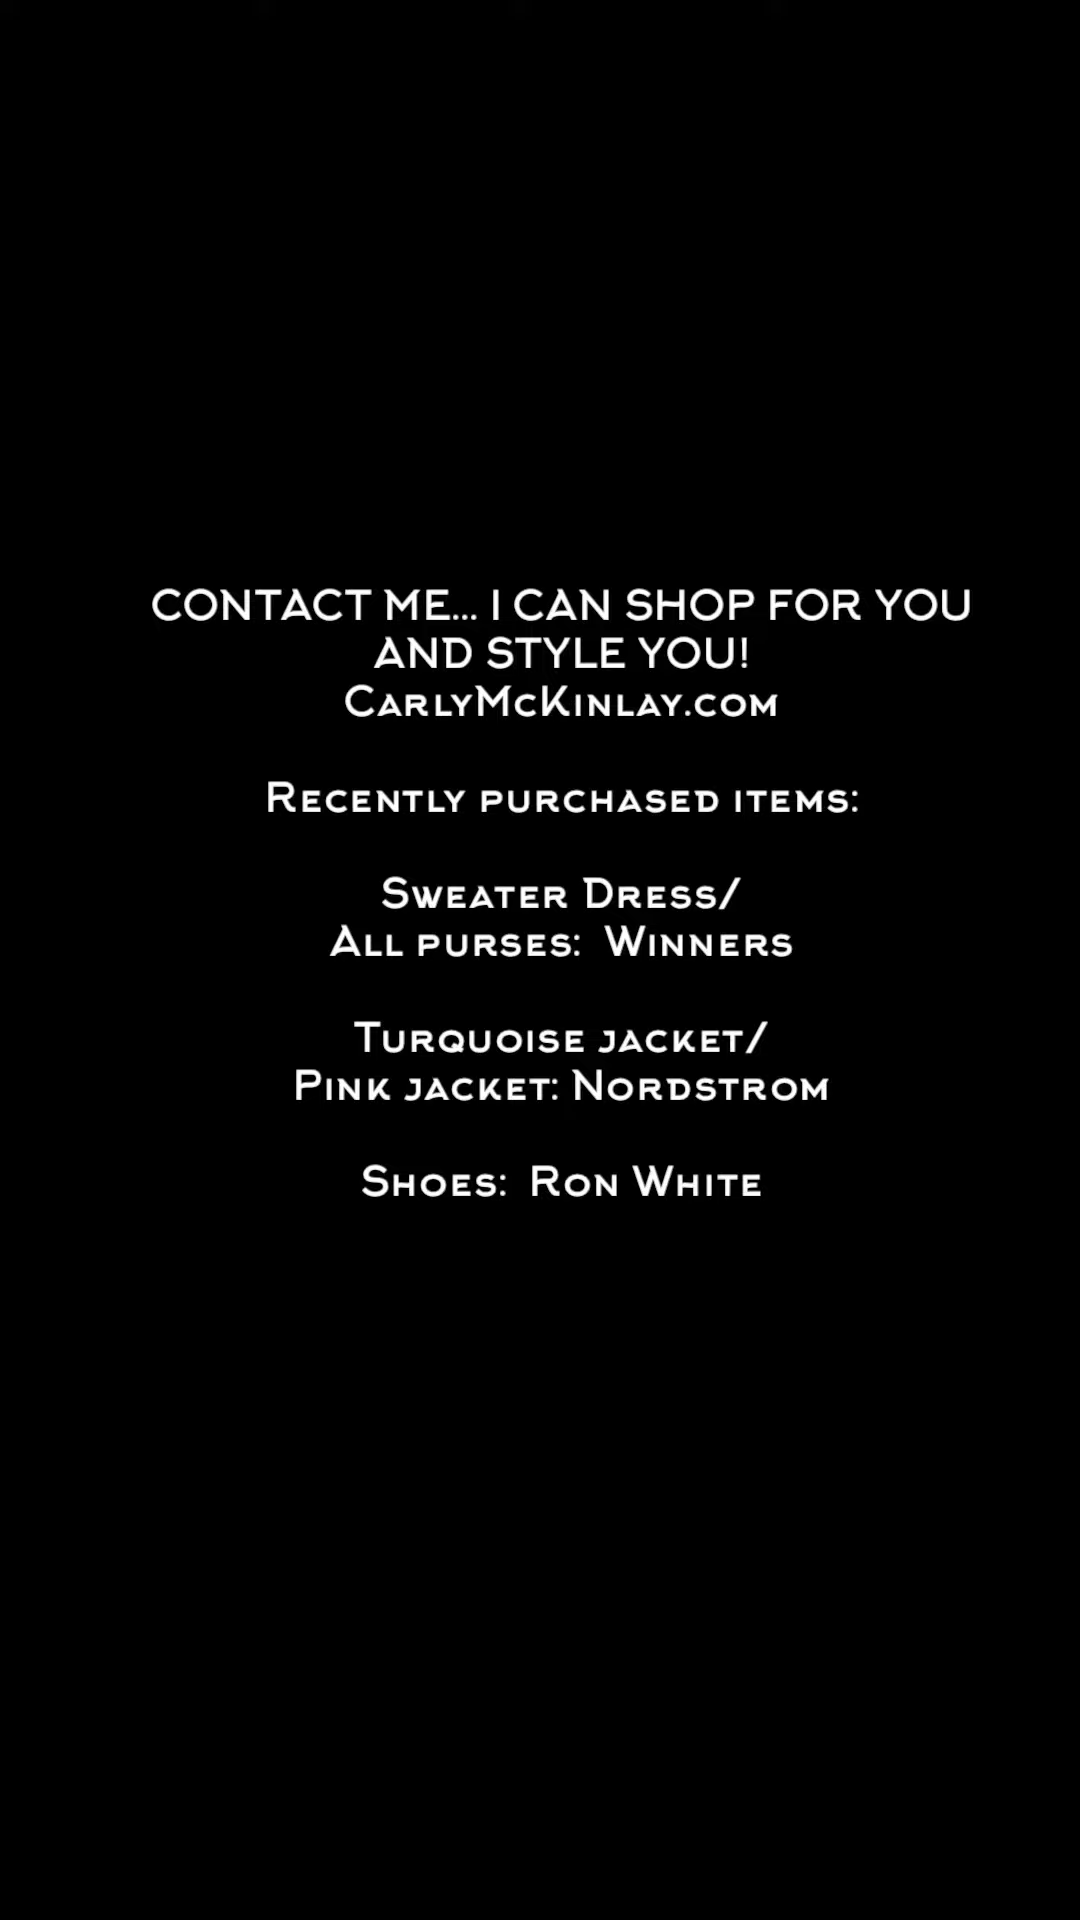 CONTACT ME... I CAN SHOP FOR YOU
AND STYLE YOU!
CarlyMcKinlay.com
Recently purchased items:
Sweater Dress/
All purses:  Winners
Turquoise jacket/
Pink jacket: Nordstrom
Shoes:  Ron White